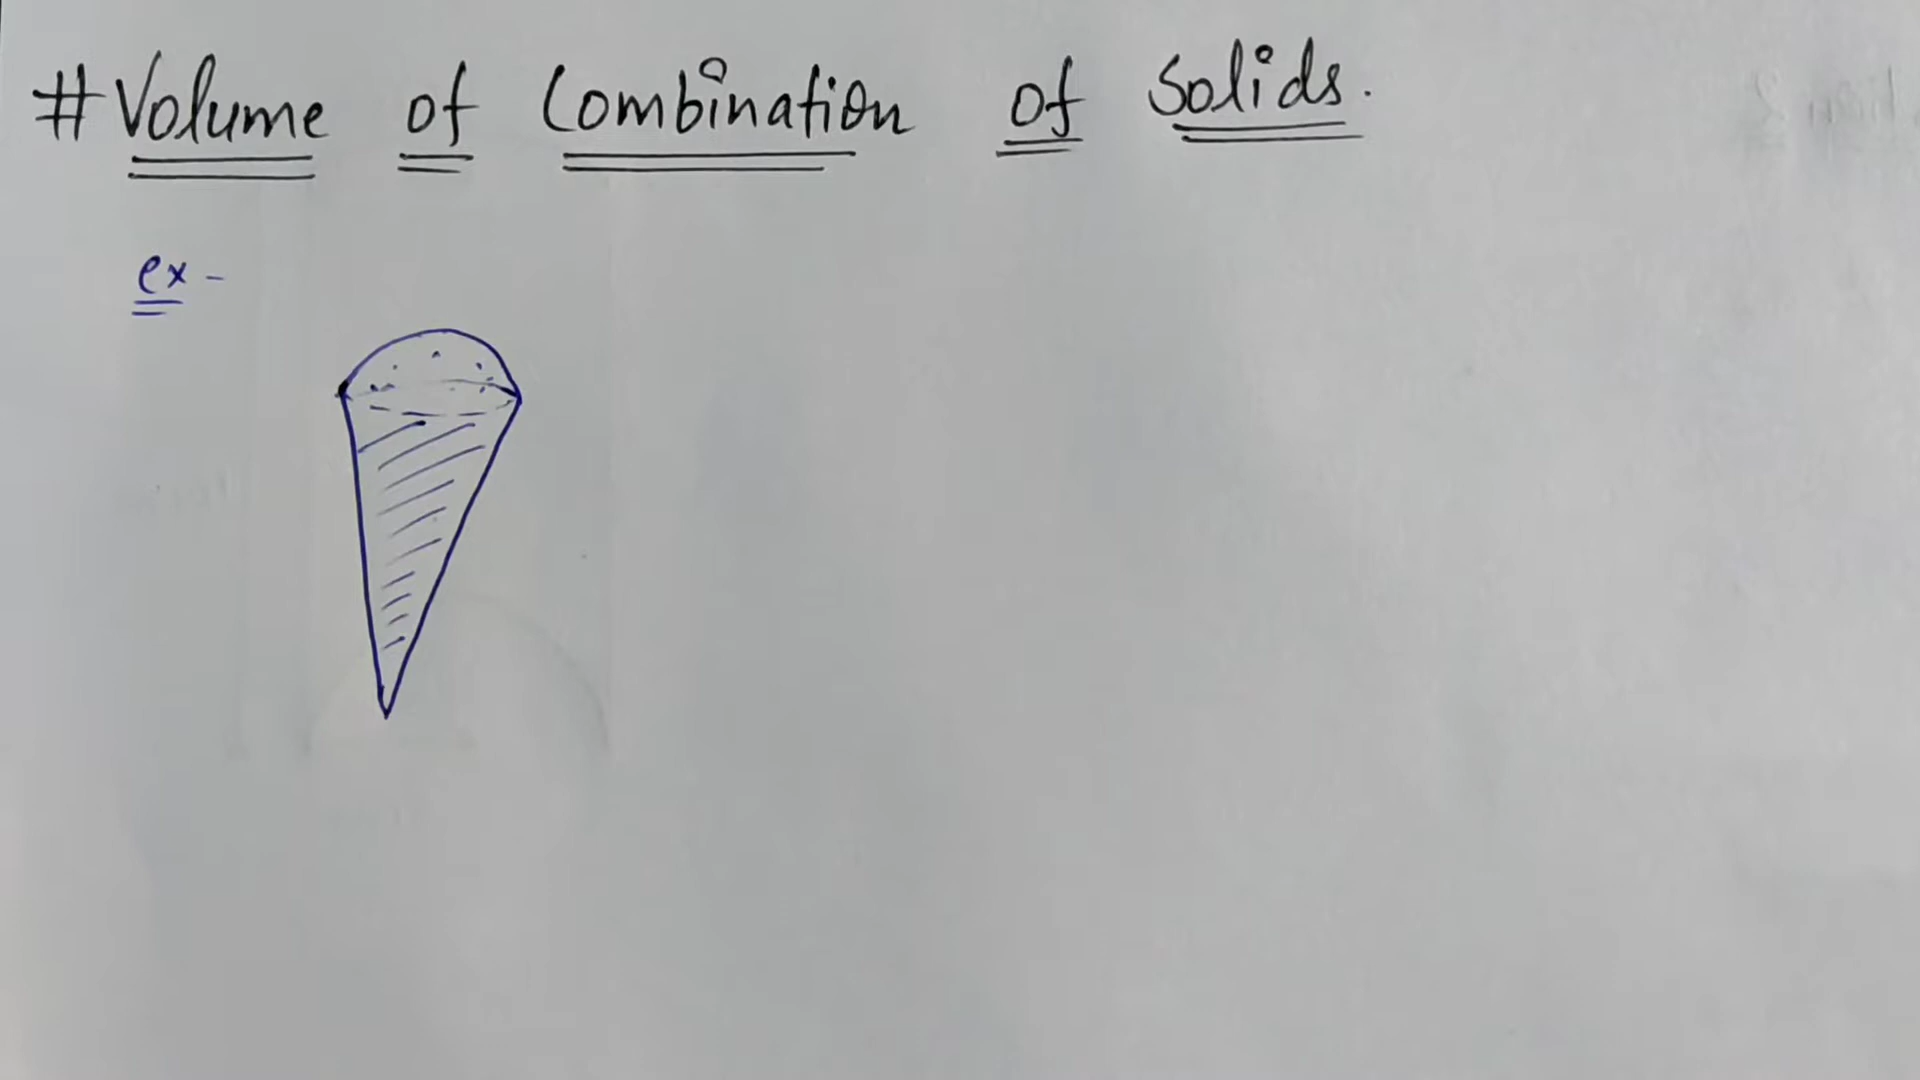 #Volume of Combination of Solids.
ex -